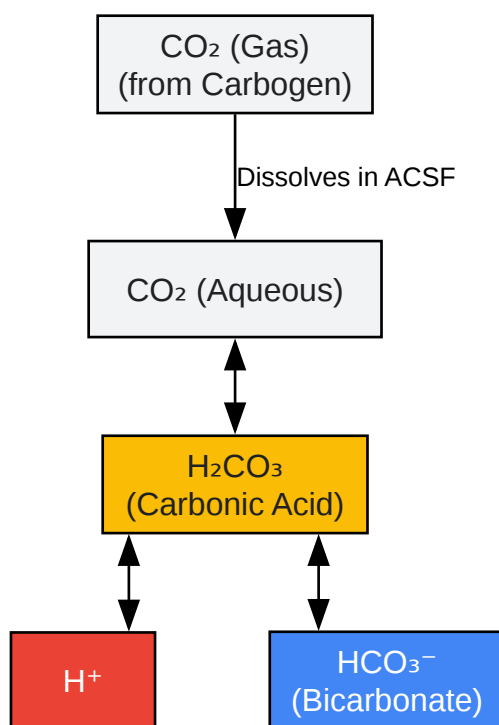 CO₂ (Gas)
(from Carbogen)
Dissolves in ACSF
CO₂ (Aqueous)
H₂CO₃
(Carbonic Acid)
H⁺
HCO₃⁻
(Bicarbonate)